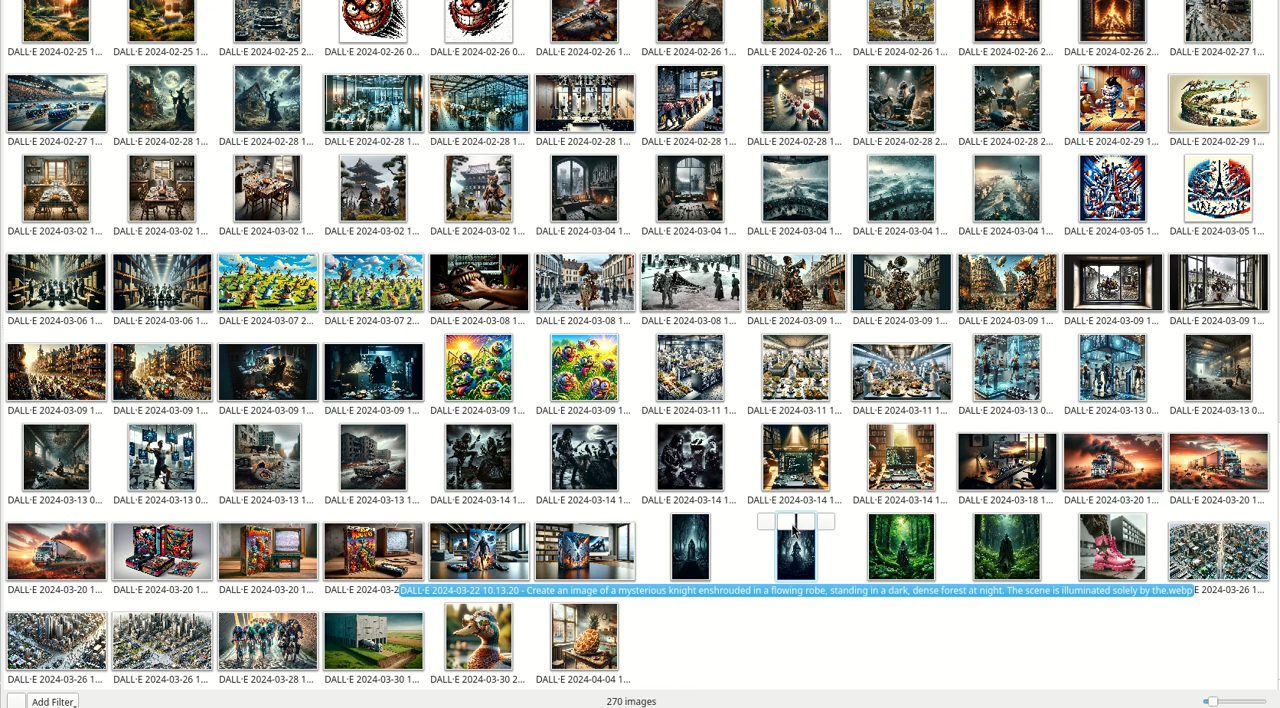 DALL·E 2024-02-25 1... DALL·E 2024-02-25 1... DALL·E 2024-02-25 2... DALL·E 2024-02-26 0... DALL·E 2024-02-26 0... DALL·E 2024-02-26 1... DALL·E 2024-02-26 1... DALL·E 2024-02-26 1... DALL·E 2024-02-26 1... DALL·E 2024-02-26 2... DALL·E 2024-02-26 2... DALL·E 2024-02-27 1...
DALL·E 2024-02-27 1... DALL·E 2024-02-28 1... DALL·E 2024-02-28 1... DALL·E 2024-02-28 1... DALL·E 2024-02-28 1... DALL·E 2024-02-28 1... DALL·E 2024-02-28 1... DALL·E 2024-02-28 1... DALL·E 2024-02-28 2... DALL·E 2024-02-28 2... DALL·E 2024-02-29 1... DALL·E 2024-02-29 1...
DALL·E 2024-03-02 1... DALL·E 2024-03-02 1... DALL·E 2024-03-02 1... DALL·E 2024-03-02 1... DALL·E 2024-03-02 1... DALL·E 2024-03-04 1... DALL·E 2024-03-04 1... DALL·E 2024-03-04 1... DALL·E 2024-03-04 1... DALL·E 2024-03-04 1... DALL·E 2024-03-05 1... DALL·E 2024-03-05 1...
DALL·E 2024-03-06 1... DALL·E 2024-03-06 1... DALL·E 2024-03-07 2... DALL·E 2024-03-07 2... DALL·E 2024-03-08 1... DALL·E 2024-03-08 1... DALL·E 2024-03-08 1... DALL·E 2024-03-09 1... DALL·E 2024-03-09 1... DALL·E 2024-03-09 1... DALL·E 2024-03-09 1... DALL·E 2024-03-09 1...
DALL·E 2024-03-09 1... DALL·E 2024-03-09 1... DALL·E 2024-03-09 1... DALL·E 2024-03-09 1... DALL·E 2024-03-09 1... DALL·E 2024-03-09 1... DALL·E 2024-03-11 1... DALL·E 2024-03-11 1... DALL·E 2024-03-11 1... DALL·E 2024-03-13 0... DALL·E 2024-03-13 0... DALL·E 2024-03-13 0...
DALL·E 2024-03-13 0... DALL·E 2024-03-13 0... DALL·E 2024-03-13 1... DALL·E 2024-03-13 1... DALL·E 2024-03-14 1... DALL·E 2024-03-14 1... DALL·E 2024-03-14 1... DALL·E 2024-03-14 1... DALL·E 2024-03-14 1... DALL·E 2024-03-18 1... DALL·E 2024-03-20 1... DALL·E 2024-03-20 1...
DALL·E 2024-03-20 1... DALL·E 2024-03-20 1... DALL·E 2024-03-20 1... DALL·E 2024-03-2 DALL·E 2024-03-22 10.13.20 - Create an image of a mysterious knight enshrouded in a flowing robe, standing in a dark, dense forest at night. The scene is illuminated solely by the.webp E 2024-03-26 1...
DALL·E 2024-03-26 1... DALL·E 2024-03-26 1... DALL·E 2024-03-28 1... DALL·E 2024-03-30 1... DALL·E 2024-03-30 2... DALL·E 2024-04-04 1...
Add Filter 270 images